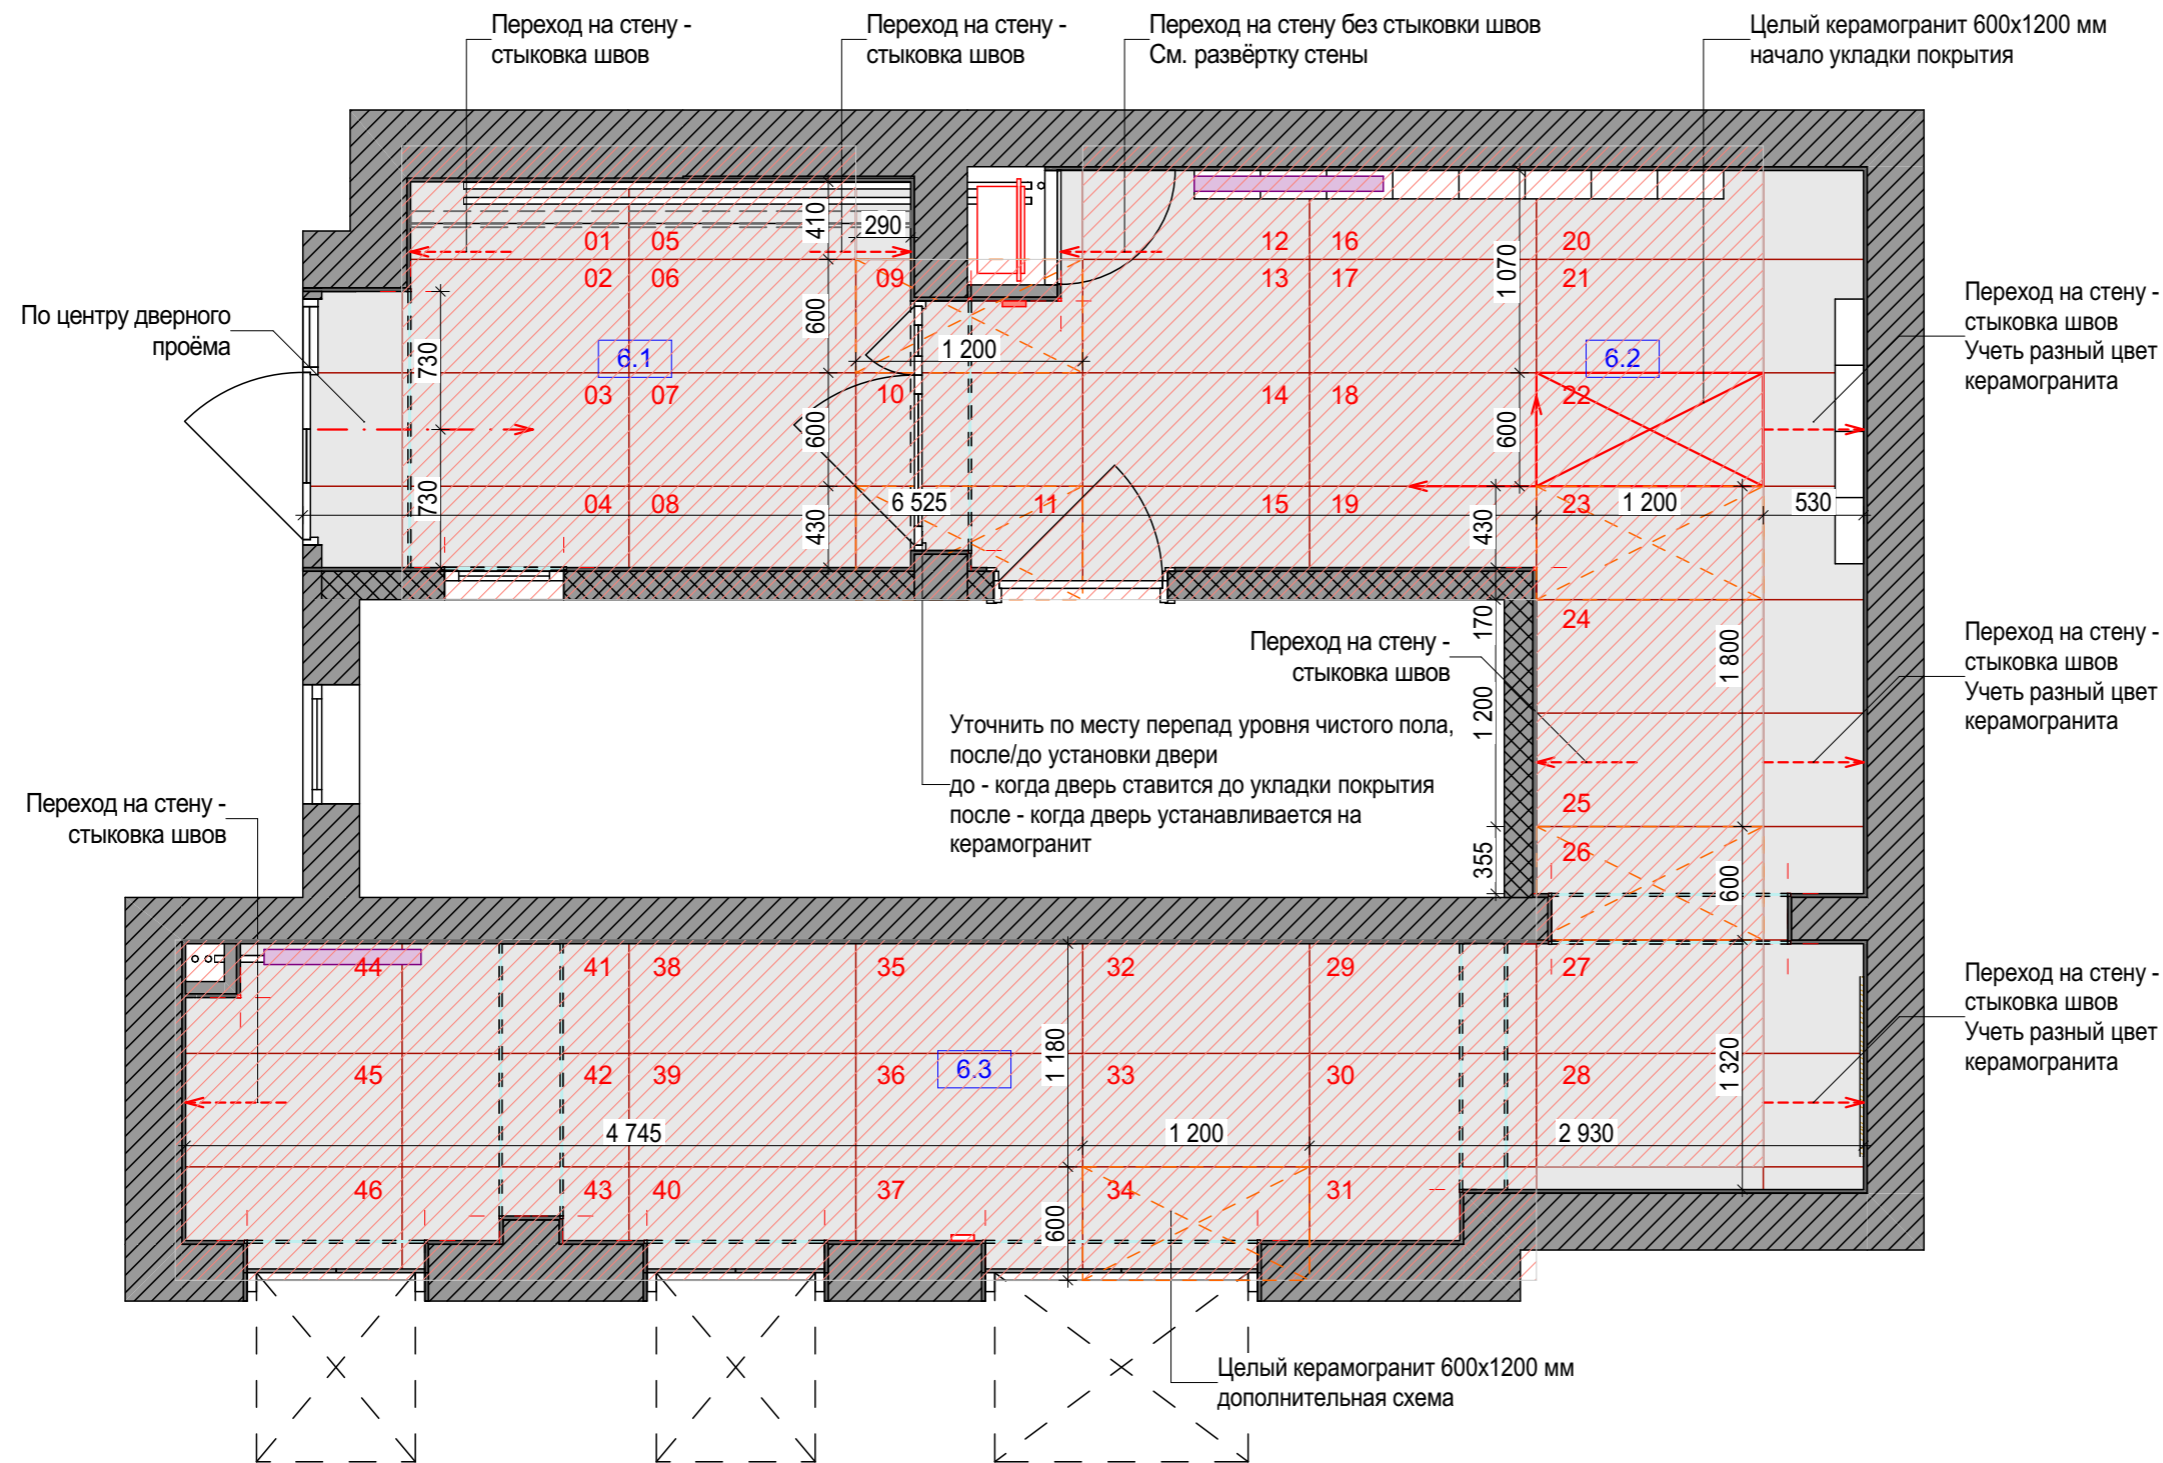 Переход на стену -
стыковка швов
Переход на стену -
стыковка швов
Переход на стену без стыковки швов
См. развёртку стены
Целый керамогранит 600x1200 мм
начало укладки покрытия
По центру дверного
проёма
Переход на стену -
стыковка швов
Учеть разный цвет
керамогранита
410
290
01 05
02 06
09
12 16
13 17
20
21
1 070
600
730
6.1
1 200
6.2
03 07
10
14 18
22
600
600
730
04 08
430
6 525
11
15 19
430
23
1 200
530
24
170
1 800
Переход на стену -
стыковка швов
Переход на стену -
стыковка швов
Учеть разный цвет
керамогранита
1 200
Уточнить по месту перепад уровня чистого пола,
после/до установки двери
до - когда дверь ставится до укладки покрытия
после - когда дверь устанавливается на
керамогранит
Переход на стену -
стыковка швов
25
26
355
600
44 41 38 35 32 29 27
Переход на стену -
стыковка швов
Учеть разный цвет
керамогранита
1 180
1 320
45 42 39 36 6.3 33 30 28
4 745
1 200
2 930
46 43 40 37 34 31
600
Целый керамогранит 600x1200 мм
дополнительная схема